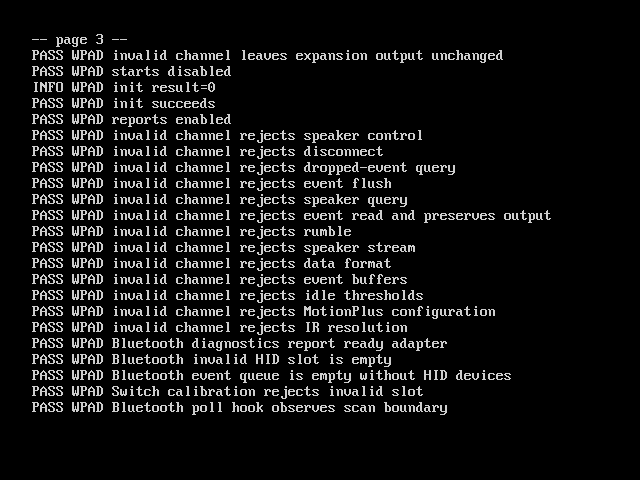 -- page 3 --
PASS WPAD invalid channel leaves expansion output unchanged
PASS WPAD starts disabled
INFO WPAD init result=0
PASS WPAD init succeeds
PASS WPAD reports enabled
PASS WPAD invalid channel rejects speaker control
PASS WPAD invalid channel rejects disconnect
PASS WPAD invalid channel rejects dropped-event query
PASS WPAD invalid channel rejects event flush
PASS WPAD invalid channel rejects speaker query
PASS WPAD invalid channel rejects event read and preserves output
PASS WPAD invalid channel rejects rumble
PASS WPAD invalid channel rejects speaker stream
PASS WPAD invalid channel rejects data format
PASS WPAD invalid channel rejects event buffers
PASS WPAD invalid channel rejects idle thresholds
PASS WPAD invalid channel rejects MotionPlus configuration
PASS WPAD invalid channel rejects IR resolution
PASS WPAD Bluetooth diagnostics report ready adapter
PASS WPAD Bluetooth invalid HID slot is empty
PASS WPAD Bluetooth event queue is empty without HID devices
PASS WPAD Switch calibration rejects invalid slot
PASS WPAD Bluetooth poll hook observes scan boundary